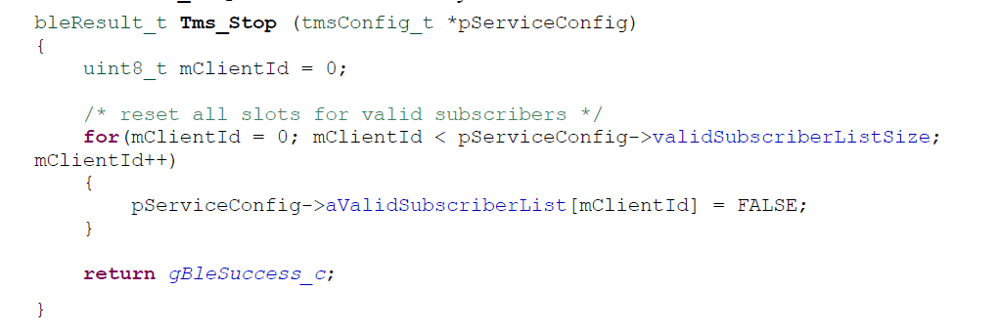 bleResult_t Tms_Stop (tmsConfig_t *pServiceConfig)
{
    uint8_t mClientId = 0;

    /* reset all slots for valid subscribers */
    for(mClientId = 0; mClientId < pServiceConfig->validSubscriberListSize;
mClientId++)
    {
        pServiceConfig->aValidSubscriberList[mClientId] = FALSE;
    }

    return gBleSuccess_c;
}